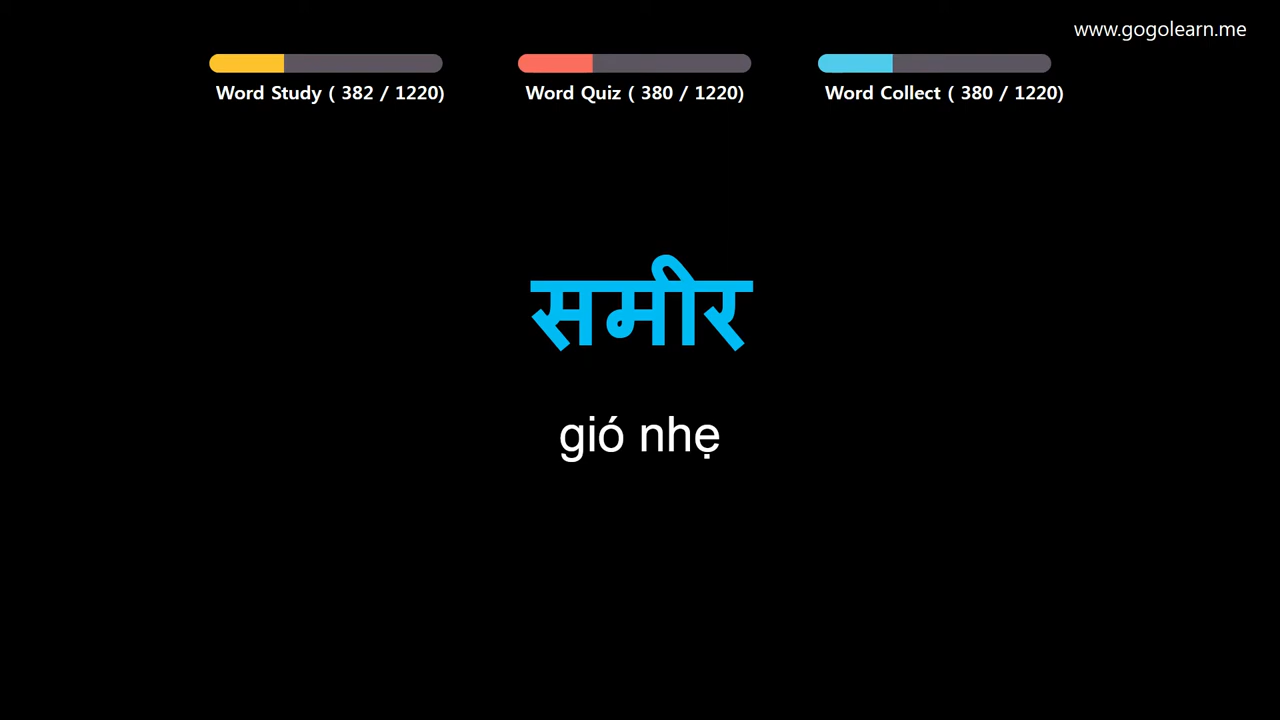 www.gogolearn.me
Word Study ( 382 / 1220)
Word Quiz ( 380 / 1220)
Word Collect ( 380 / 1220)
समीर
gió nhẹ